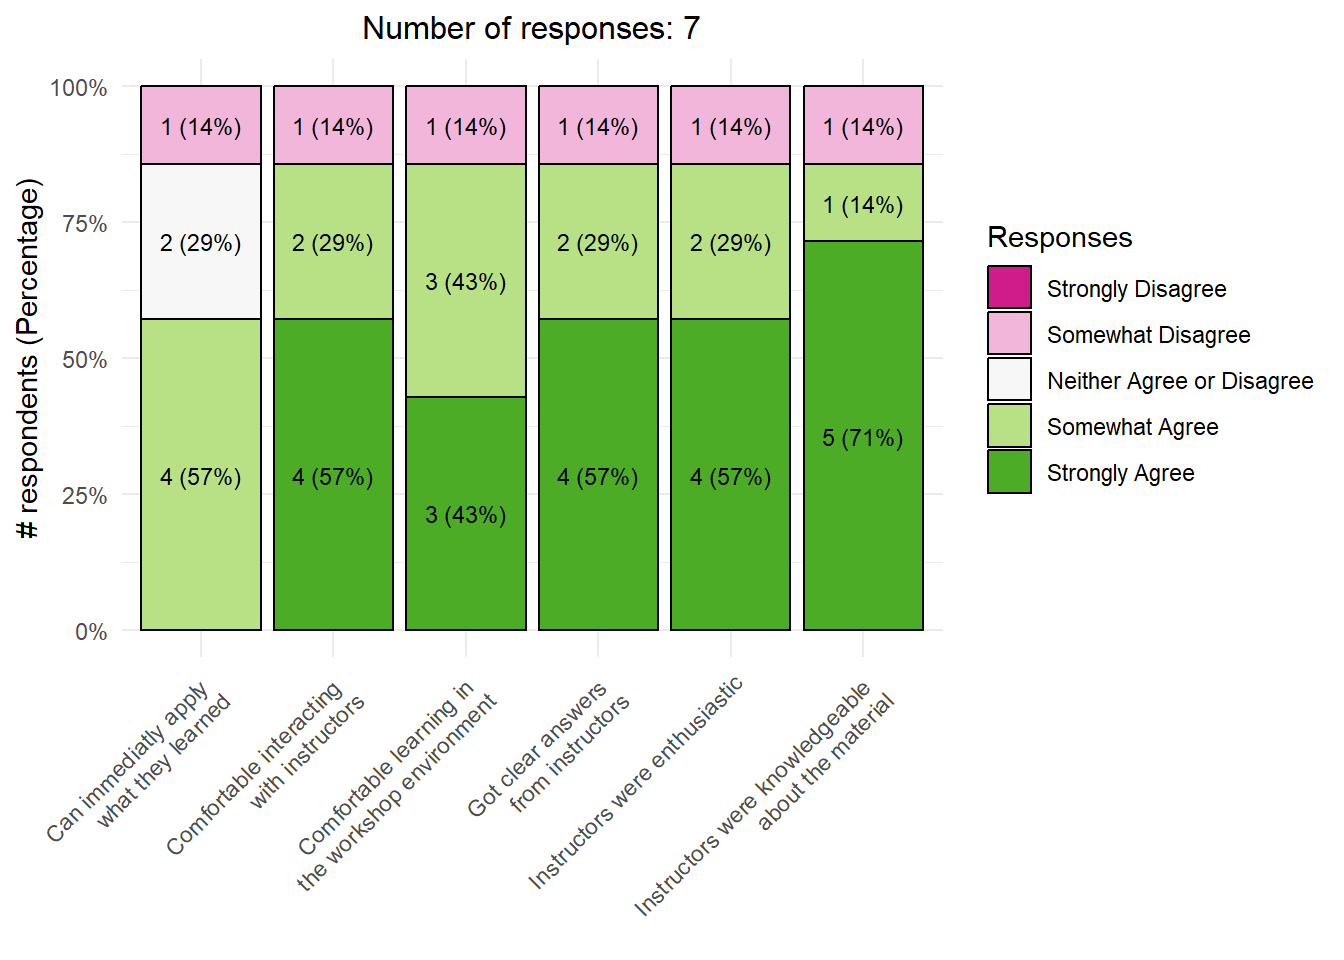 Number of responses: 7
# respondents (Percentage)
100%
75%
50%
25%
0%
1 (14%)
2 (29%)
4 (57%)
1 (14%)
2 (29%)
4 (57%)
1 (14%)
3 (43%)
3 (43%)
1 (14%)
2 (29%)
4 (57%)
1 (14%)
2 (29%)
4 (57%)
1 (14%)
1 (14%)
5 (71%)
Can immediatly apply
what they learned
Comfortable interacting
with instructors
Comfortable learning in
the workshop environment
Got clear answers
from instructors
Instructors were enthusiastic
Instructors were knowledgeable
about the material
Responses
Strongly Disagree
Somewhat Disagree
Neither Agree or Disagree
Somewhat Agree
Strongly Agree